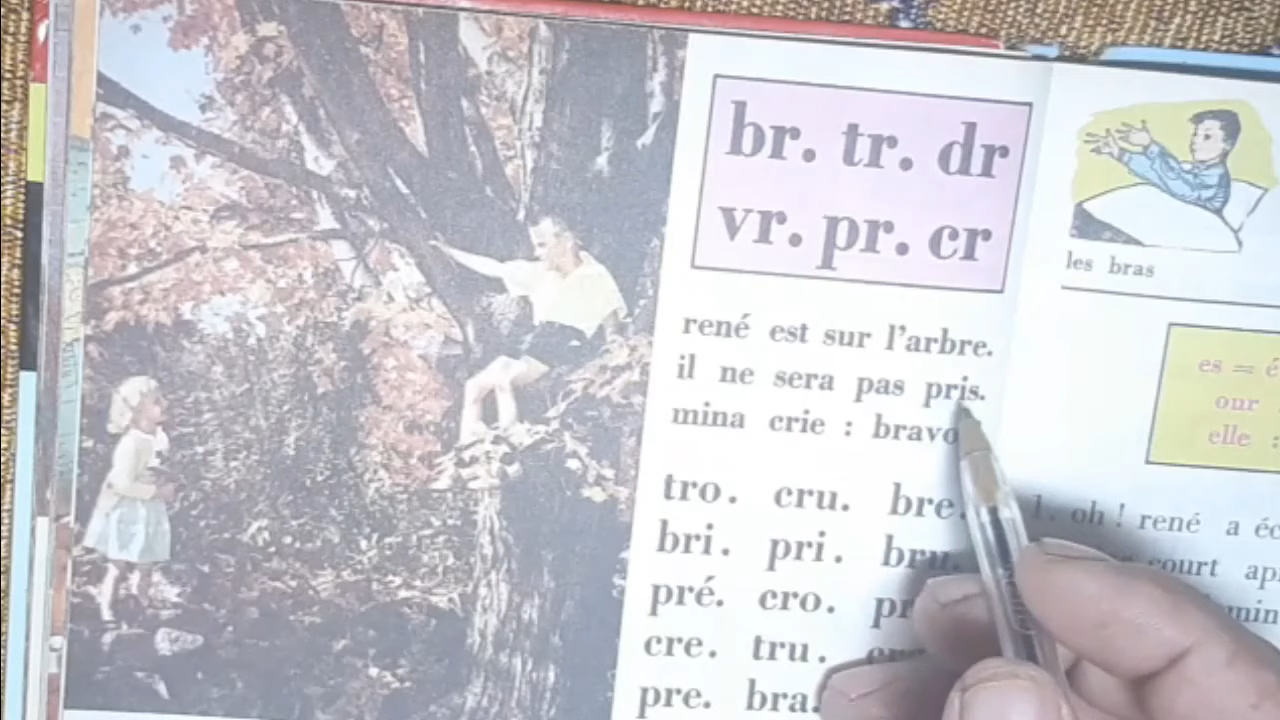 br. tr. dr
vr. pr. cr
rené est sur l'arbre.
il ne sera pas pris.
mina crie : bravo
tro. cru. bre.
bri. pri. bru.
pré. cro.
cre. tru.
pre. bra.
les bras
es = é
our
elle :
1. oh ! rené a
court